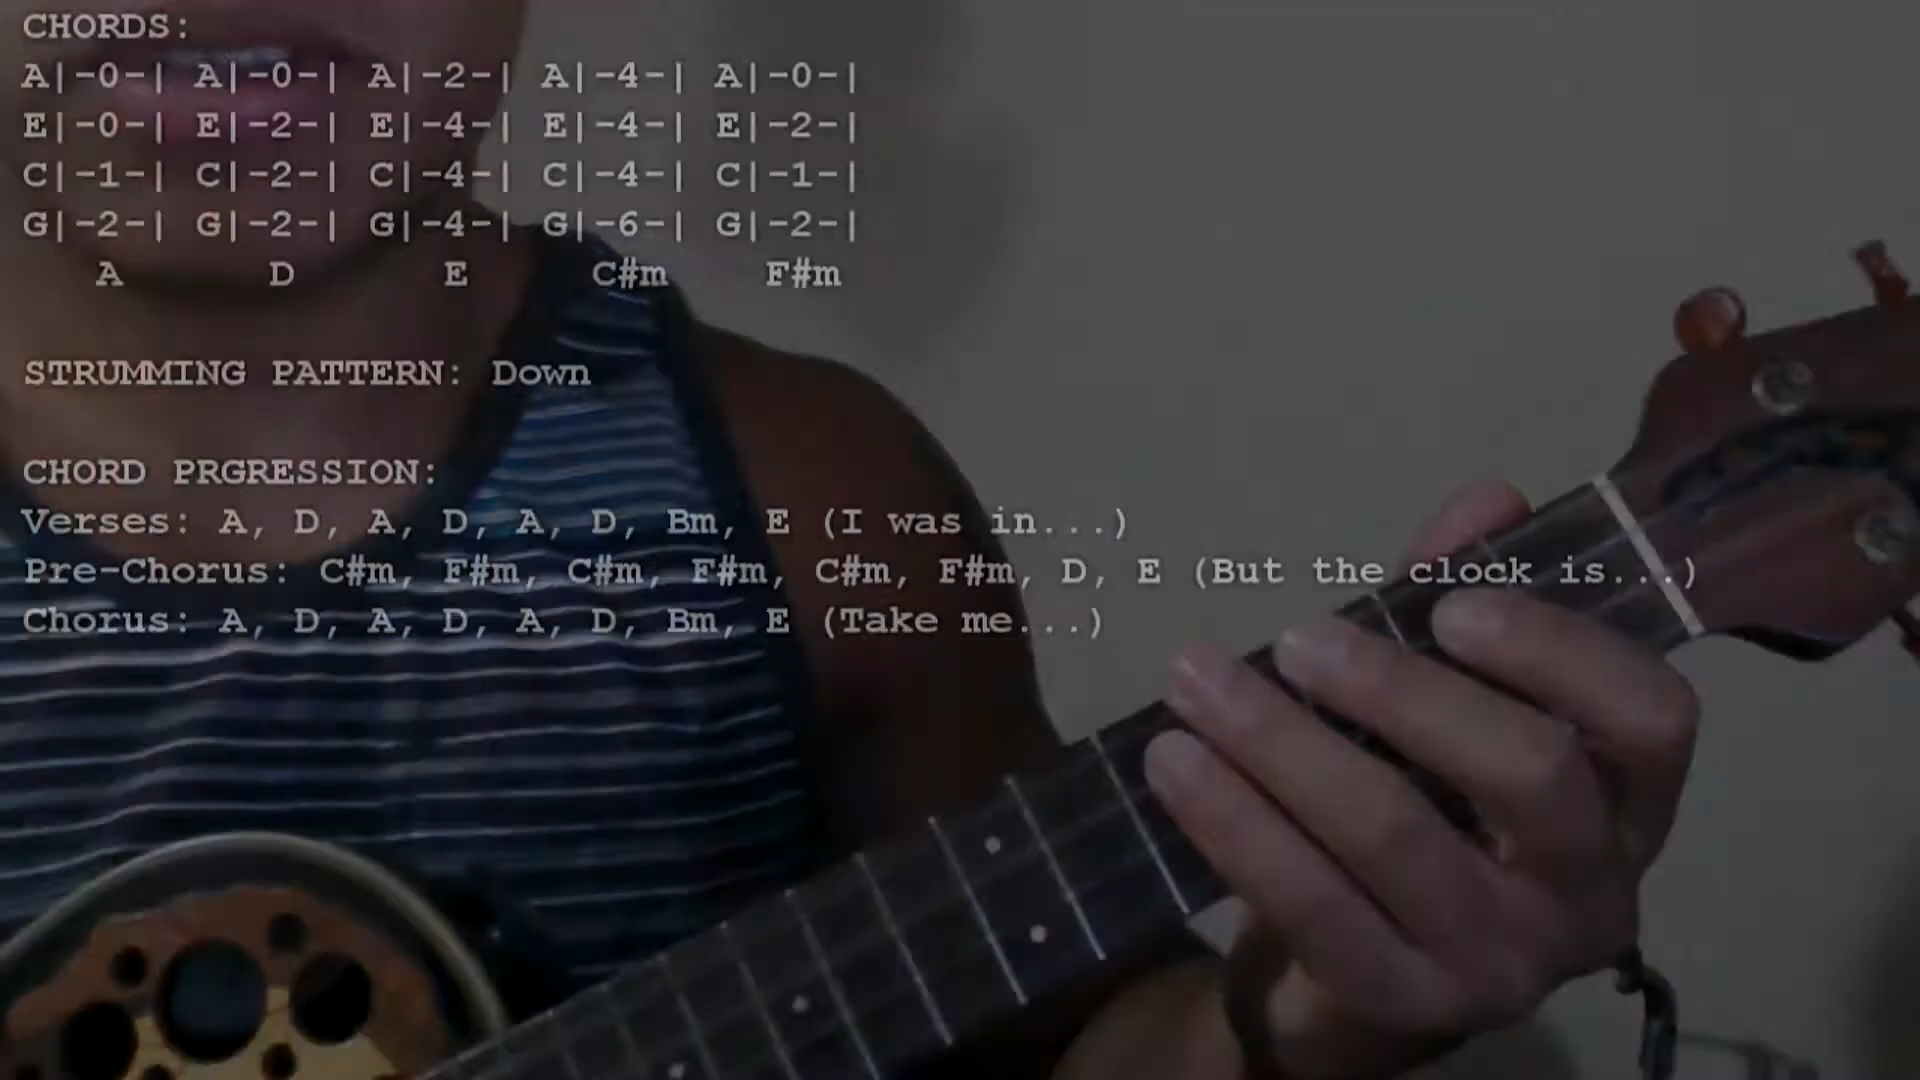 CHORDS:
A|-0-| A|-0-| A|-2-| A|-4-| A|-0-|
E|-0-| E|-2-| E|-4-| E|-4-| E|-2-|
C|-1-| C|-2-| C|-4-| C|-4-| C|-1-|
G|-2-| G|-2-| G|-4-| G|-6-| G|-2-|
A D E C#m F#m
STRUMMING PATTERN: Down
CHORD PRGRESSION:
Verses: A, D, A, D, A, D, Bm, E (I was in...)
Pre-Chorus: C#m, F#m, C#m, F#m, C#m, F#m, D, E (But the clock is...)
Chorus: A, D, A, D, A, D, Bm, E (Take me...)